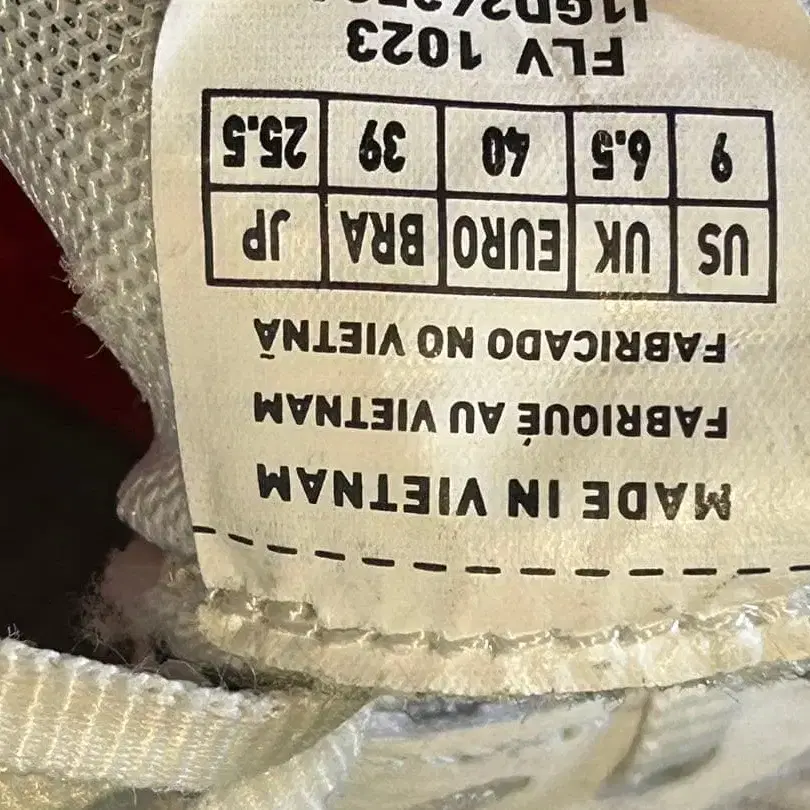 MADE IN VIETNAM
FABRIQUÉ AU VIETNAM
FABRICADO NO VIETNÃ
US UK EURO BRA JP
9 6.5 40 39 25.5
FLV 1023